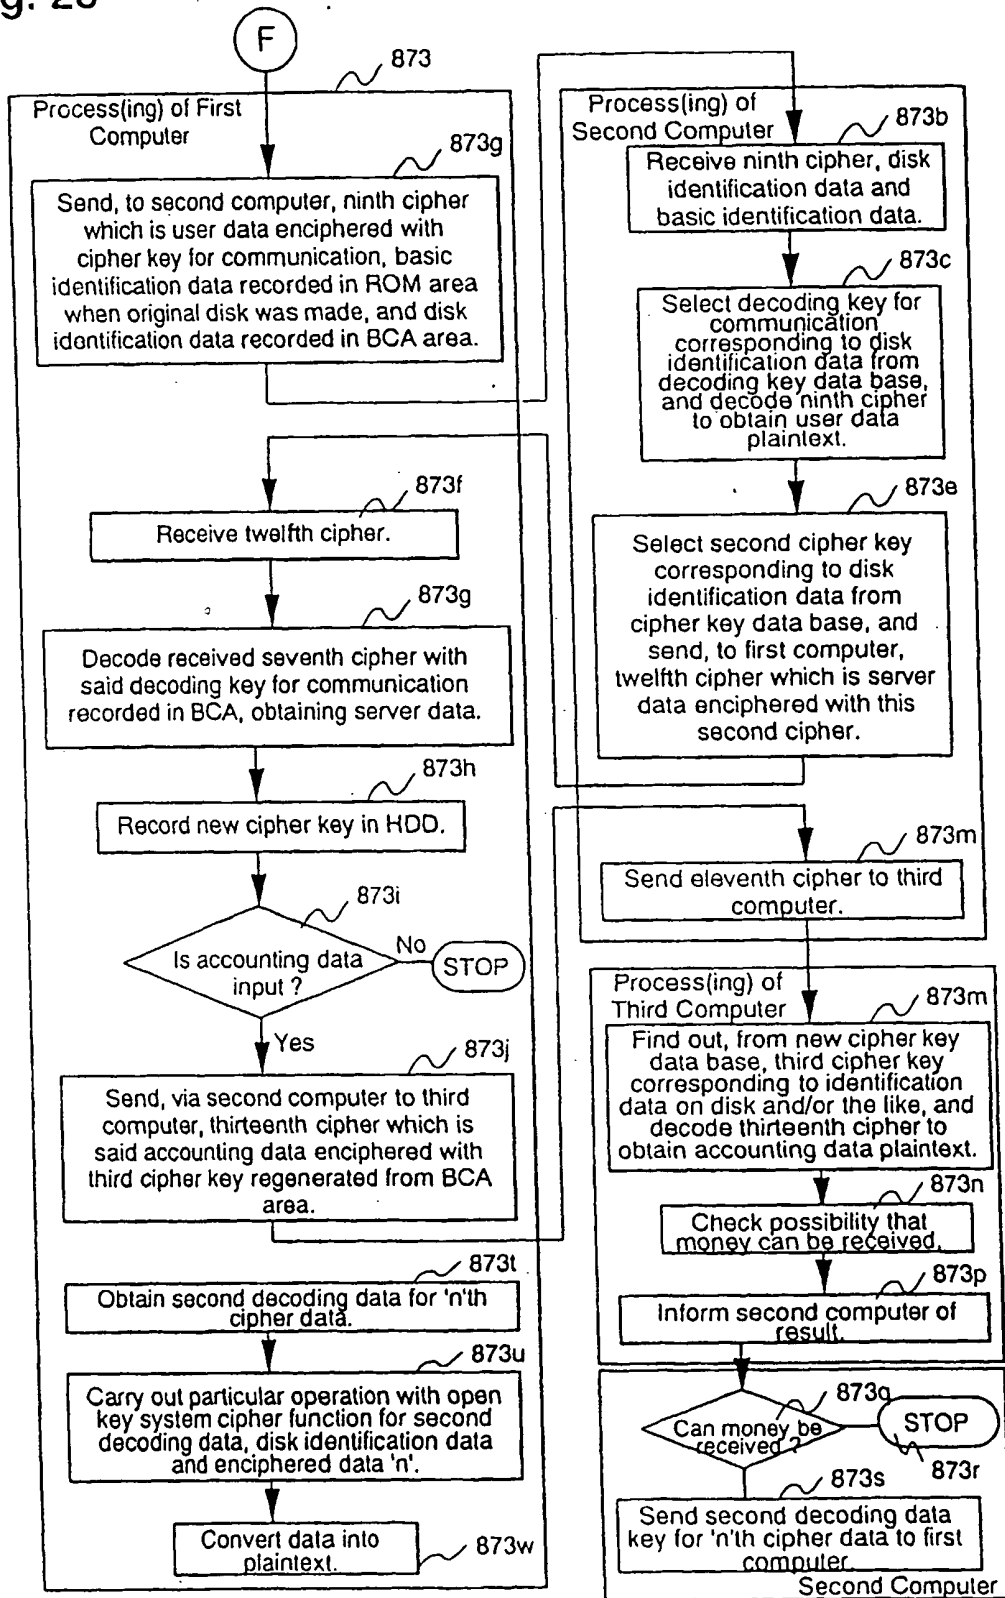 F
873
Process(ing) of First
Computer
873g
Send, to second computer, ninth cipher
which is user data enciphered with
cipher key for communication, basic
identification data recorded in ROM area
when original disk was made, and disk
identification data recorded in BCA area.
873f
Receive twelfth cipher.
873g
Decode received seventh cipher with
said decoding key for communication
recorded in BCA, obtaining server data.
873h
Record new cipher key in HDD.
873i
Is accounting data
input ?
No
STOP
Yes
873j
Send, via second computer to third
computer, thirteenth cipher which is
said accounting data enciphered with
third cipher key regenerated from BCA
area.
873t
Obtain second decoding data for 'n'th
cipher data.
873u
Carry out particular operation with open
key system cipher function for second
decoding data, disk identification data
and enciphered data 'n'.
Convert data into
plaintext.
873w
Process(ing) of
Second Computer
873b
Receive ninth cipher, disk
identification data and
basic identification data.
873c
Select decoding key for
communication
corresponding to disk
identification data from
decoding key data base,
and decode ninth cipher
to obtain user data
plaintext.
873e
Select second cipher key
corresponding to disk
identification data from
cipher key data base, and
send, to first computer,
twelfth cipher which is server
data enciphered with this
second cipher.
873m
Send eleventh cipher to third
computer.
Process(ing) of
Third Computer
873m
Find out, from new cipher key
data base, third cipher key
corresponding to identification
data on disk and/or the like, and
decode thirteenth cipher to
obtain accounting data plaintext.
873n
Check possibility that
money can be received.
873p
Inform second computer of
result.
873q
Can money be
received ?
STOP
873r
873s
Send second decoding data
key for 'n'th cipher data to first
computer.
Second Computer